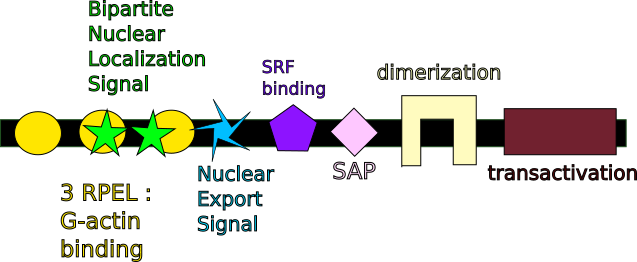 Bipartite
Nuclear
Localization
Signal
SRF
binding
dimerization
3 RPEL :
G-actin
binding
Nuclear
Export
Signal
SAP
transactivation